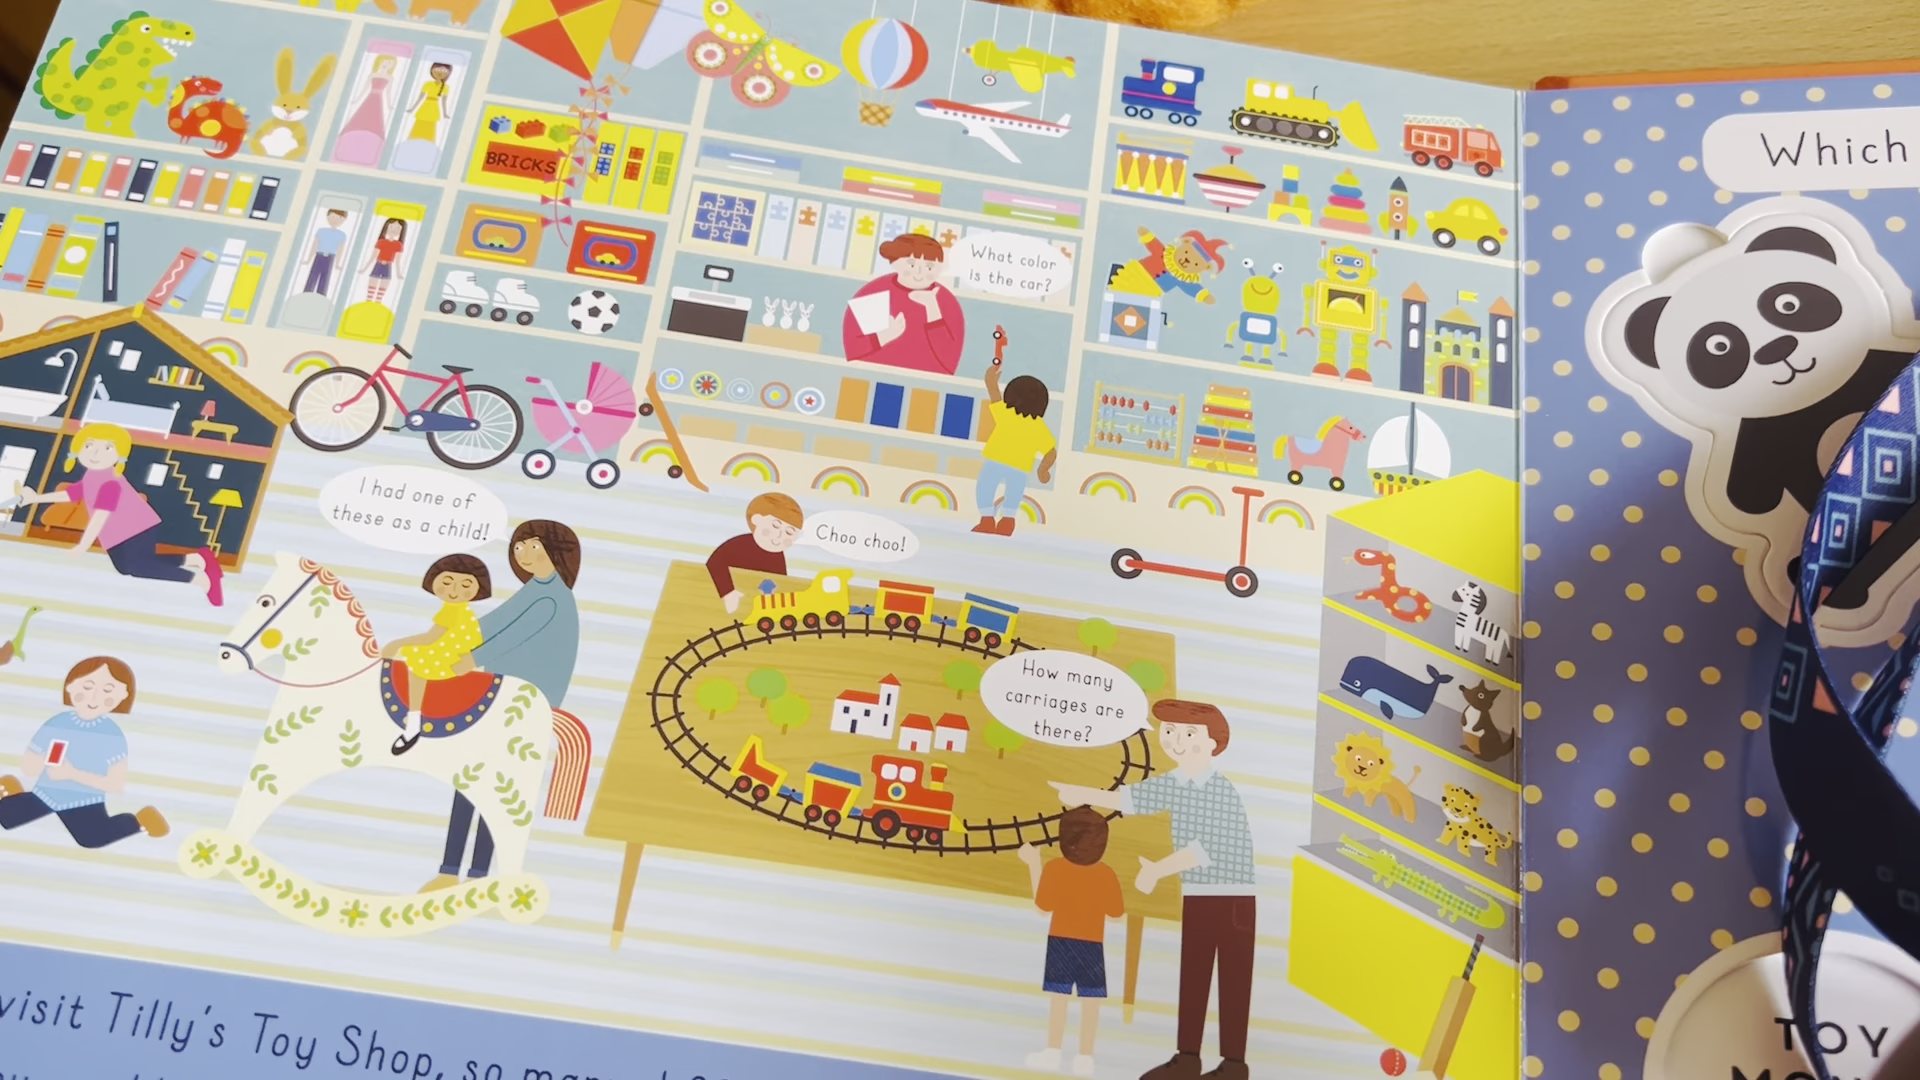 BRICKS
What color
is the car?
I had one of
these as a child!
Choo choo!
How many
carriages are
there?
visit Tilly's Toy Shop, so
Which
TOY